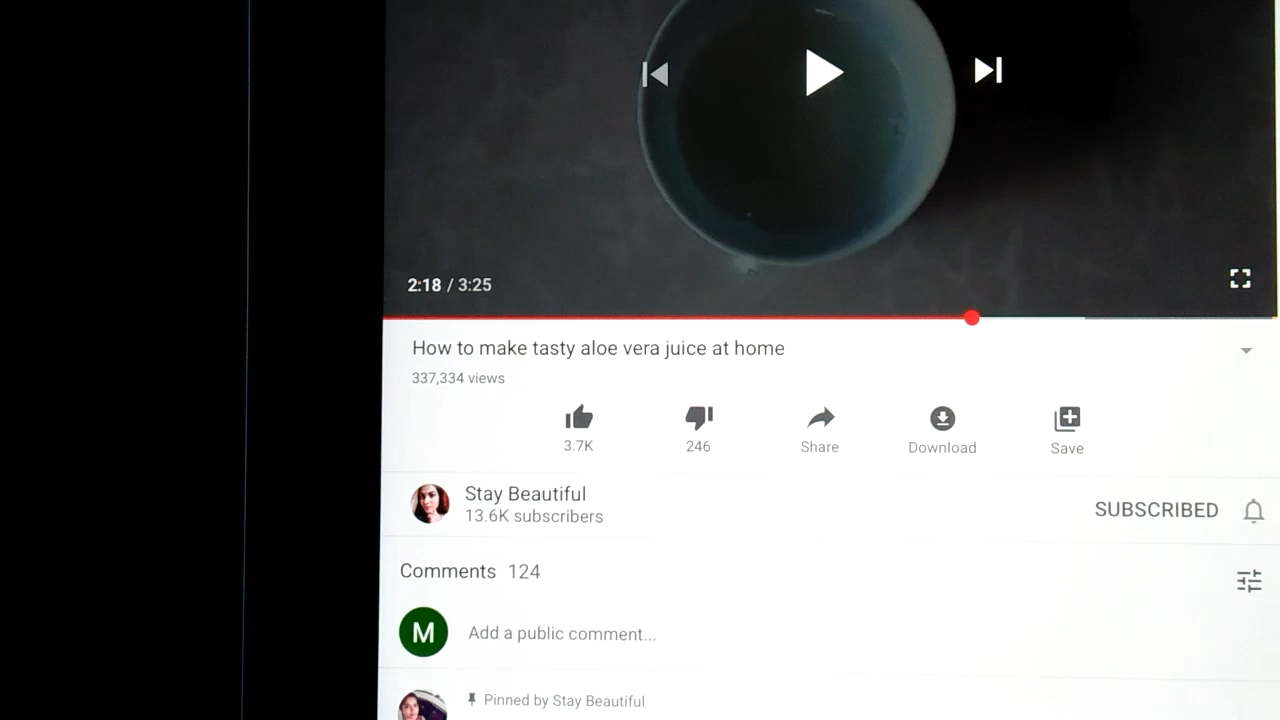 2:18 / 3:25
How to make tasty aloe vera juice at home
337,334 views
3.7K
246
Share
Download
Save
Stay Beautiful
13.6K subscribers
SUBSCRIBED
Comments 124
M
Add a public comment...
Pinned by Stay Beautiful